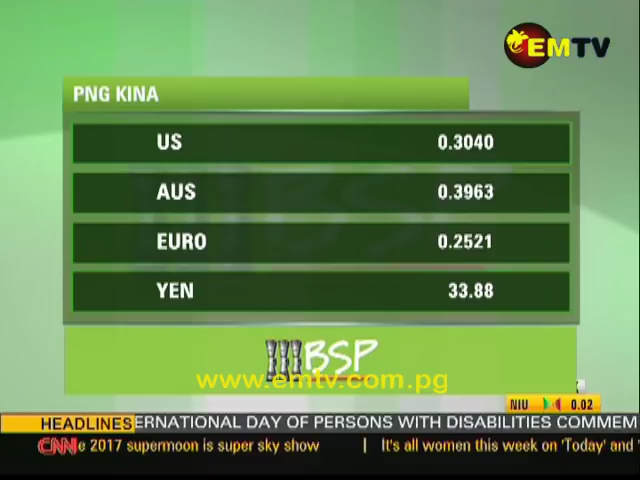 EMTV
PNG KINA
US 0.3040
AUS 0.3963
EURO 0.2521
YEN 33.88
BSP
www.emtv.com.pg
NIU 0.02
HEADLINES ERNATIONAL DAY OF PERSONS WITH DISABILITIES COMMEM
CNN e 2017 supermoon is super sky show | It's all women this week on 'Today' and '